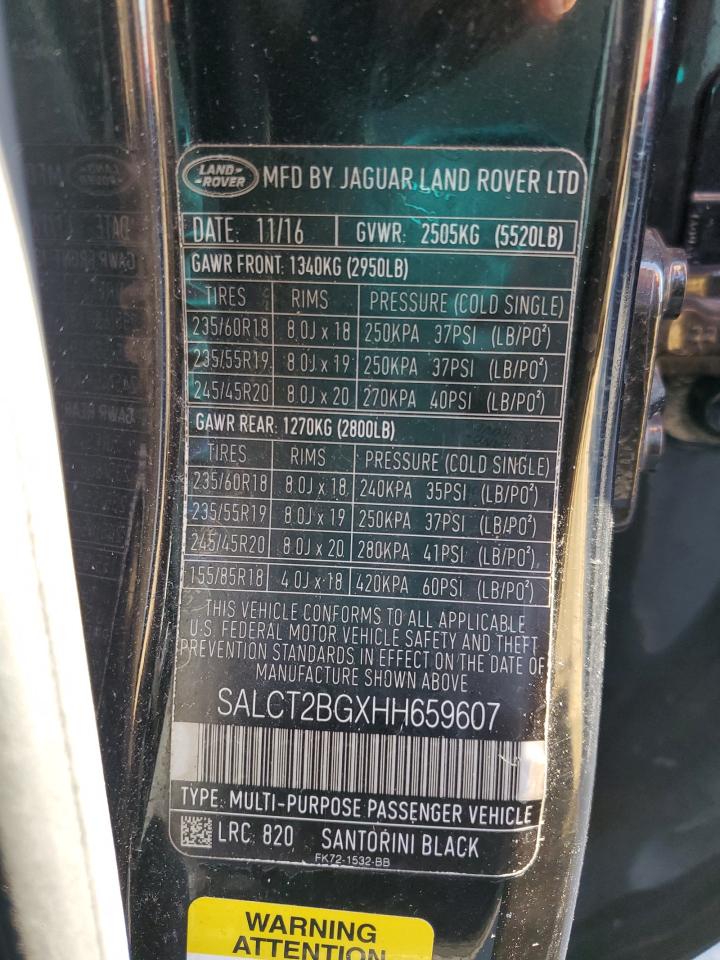 LAND-
-ROVER
MFD BY JAGUAR LAND ROVER LTD
DATE: 11/16 GVWR: 2505KG (5520LB)
GAWR FRONT: 1340KG (2950LB)
TIRES RIMS PRESSURE (COLD SINGLE)
235/60R18 8.0J x 18 250KPA 37PSI (LB/PO²)
235/55R19 8.0J x 19 250KPA 37PSI (LB/PO²)
245/45R20 8.0J x 20 270KPA 40PSI (LB/PO²)
GAWR REAR: 1270KG (2800LB)
TIRES RIMS PRESSURE (COLD SINGLE)
235/60R18 8.0J x 18 240KPA 35PSI (LB/PO²)
235/55R19 8.0J x 19 250KPA 37PSI (LB/PO²)
245/45R20 8.0J x 20 280KPA 41PSI (LB/PO²)
155/85R18 4.0J x 18 420KPA 60PSI (LB/PO²)
THIS VEHICLE CONFORMS TO ALL APPLICABLE
U.S. FEDERAL MOTOR VEHICLE SAFETY AND THEFT
PREVENTION STANDARDS IN EFFECT ON THE DATE OF
MANUFACTURE SHOWN ABOVE
SALCT2BGXHH659607
TYPE: MULTI-PURPOSE PASSENGER VEHICLE
LRC 820 SANTORINI BLACK
FK72-1532-BB
WARNING
ATTENTION